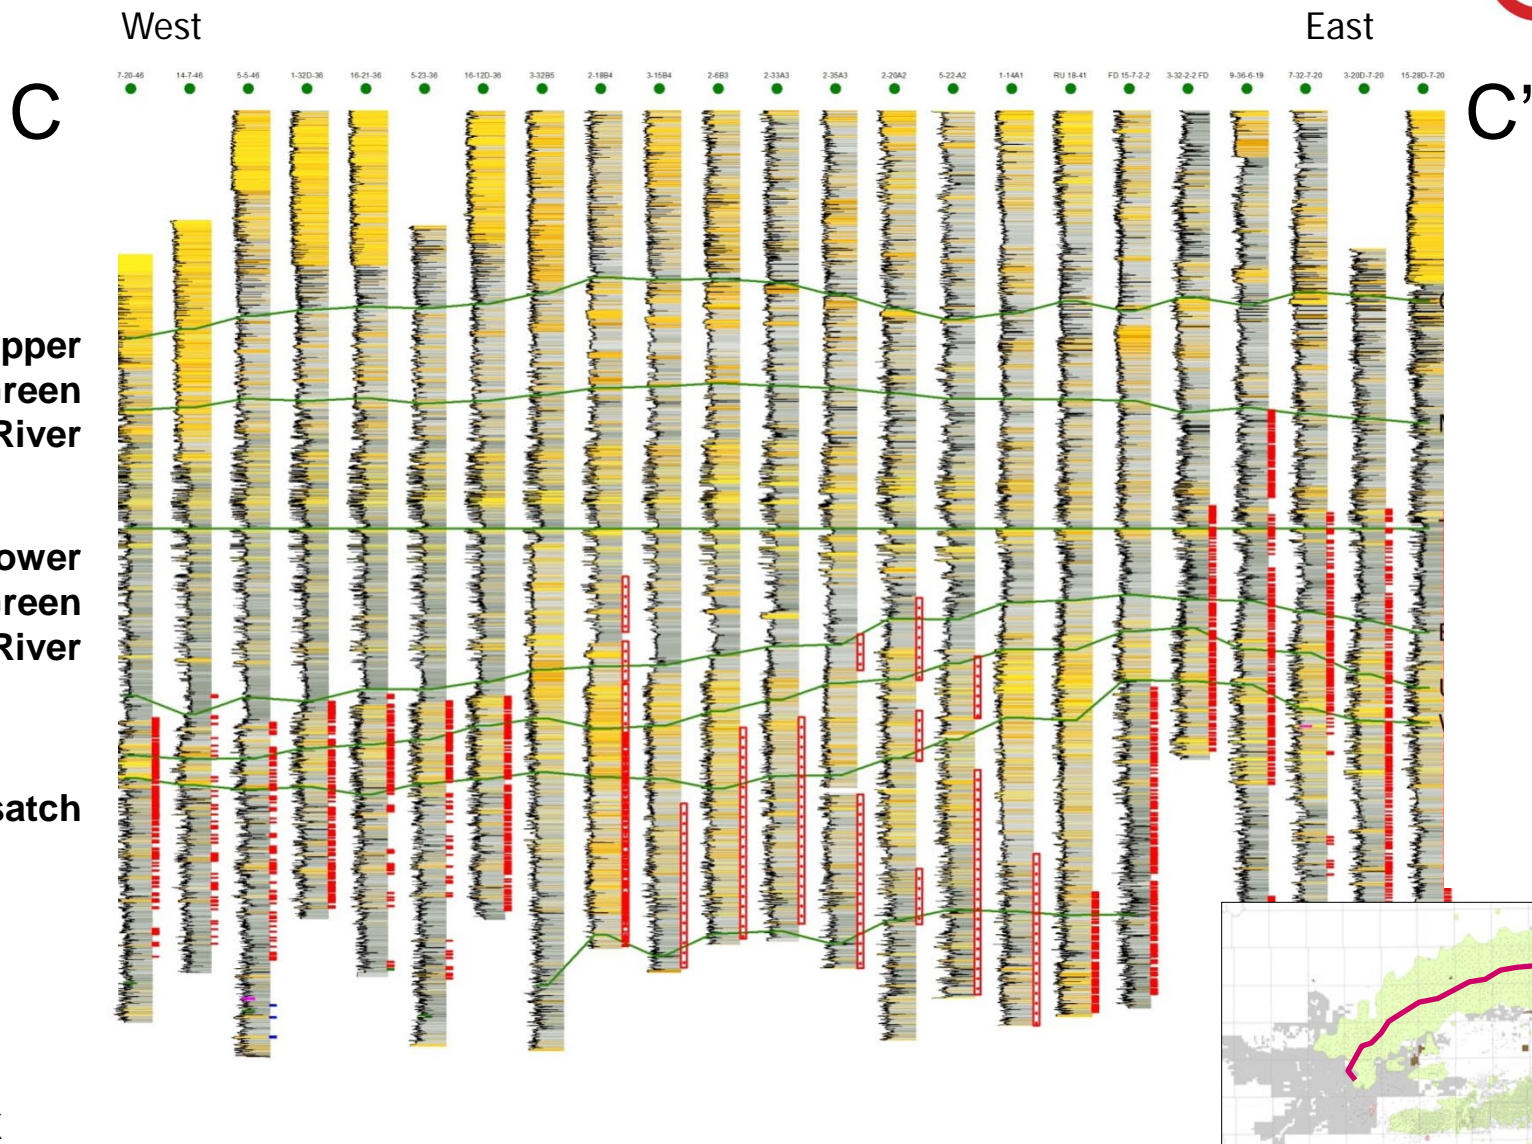 West
East
C
C’
7-20-46 14-7-46 5-5-46 1-32D-36 16-21-36 5-23-36 16-12D-36 3-32B5 2-18B4 3-15B4 2-6B3 2-33A3 2-35A3 2-20A2 5-22-A2 1-14A1 RU 18-41 FD 15-7-2-2 3-32-2-2 FD 9-36-6-19 7-32-7-20 3-20D-7-20 15-28D-7-20
pper
reen
River
ower
reen
River
satch